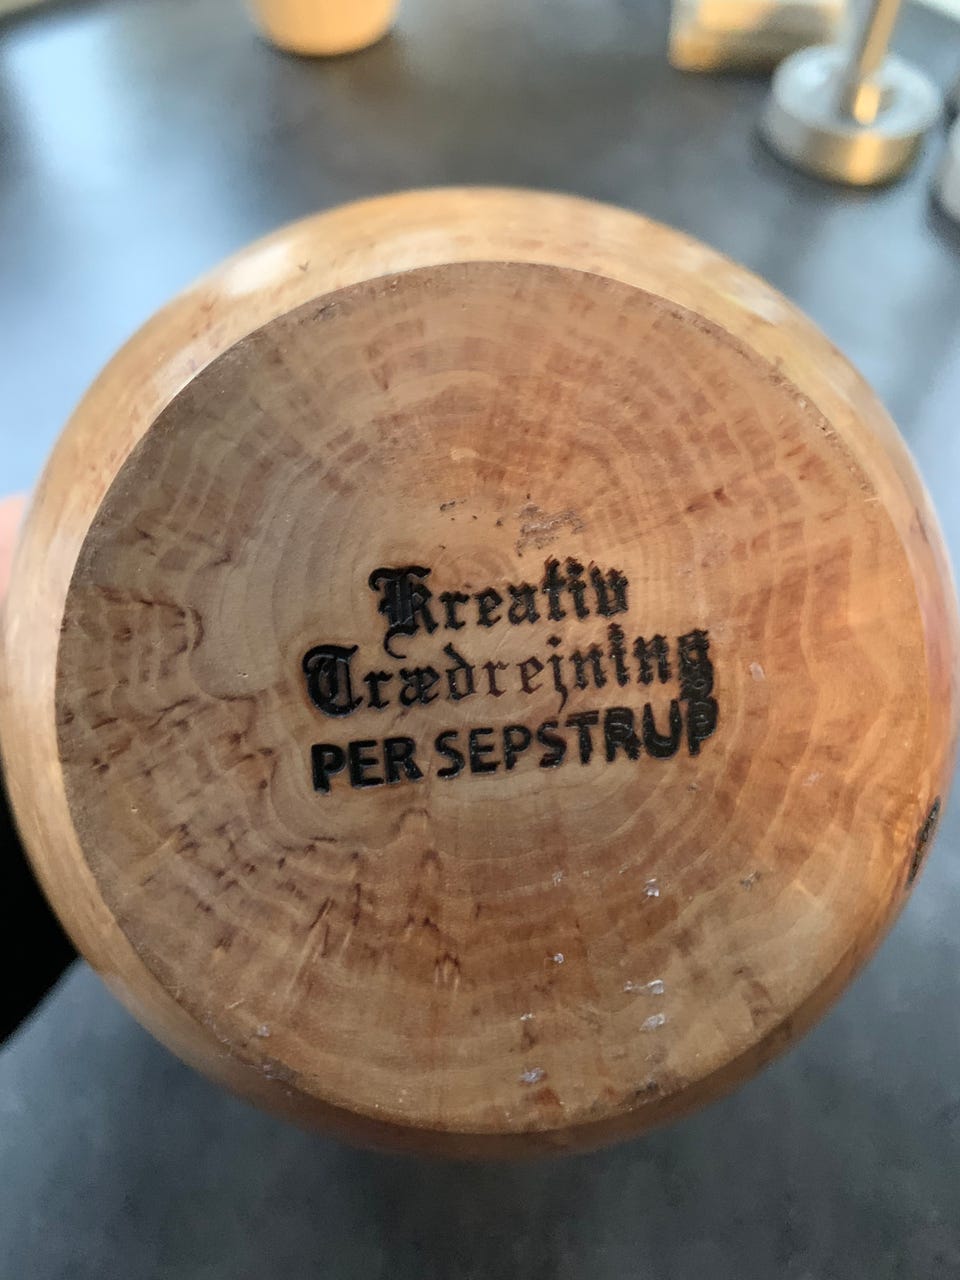 Kreativ
Trædrejning
PER SEPSTRUP